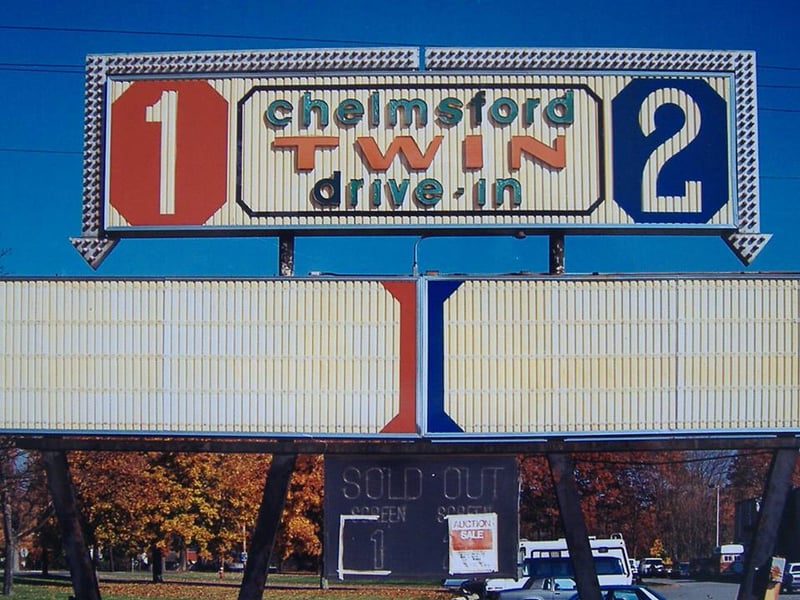 1
chelmsford
TWIN
drive-in
2
SOLD OUT
SCREEN SCREEN
1
AUCTION
SALE